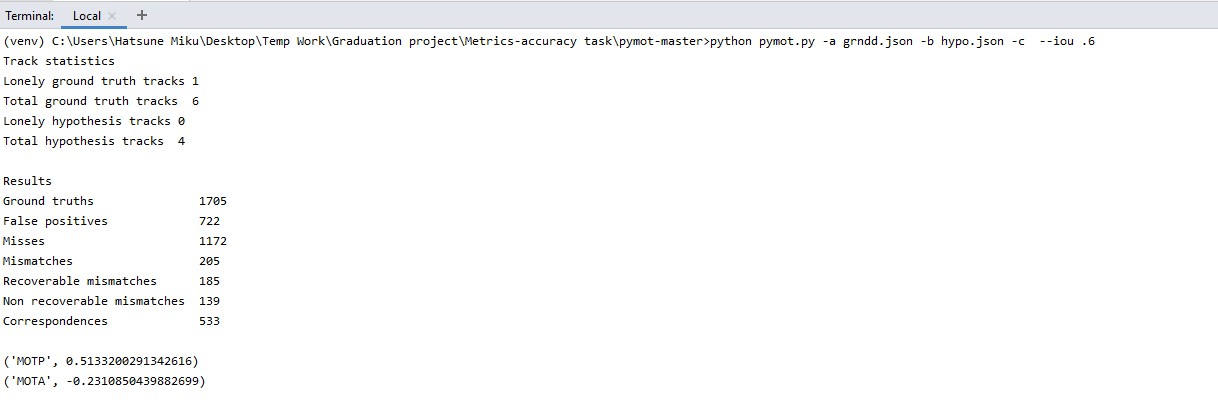 Terminal: Local × +
(venv) C:\Users\Hatsune Miku\Desktop\Temp Work\Graduation project\Metrics-accuracy task\pymot-master>python pymot.py -a grndd.json -b hypo.json -c  --iou .6
Track statistics
Lonely ground truth tracks 1
Total ground truth tracks  6
Lonely hypothesis tracks 0
Total hypothesis tracks  4
Results
Ground truths               1705
False positives             722
Misses                      1172
Mismatches                  205
Recoverable mismatches      185
Non recoverable mismatches  139
Correspondences             533
('MOTP', 0.5133200291342616)
('MOTA', -0.2310850439882699)